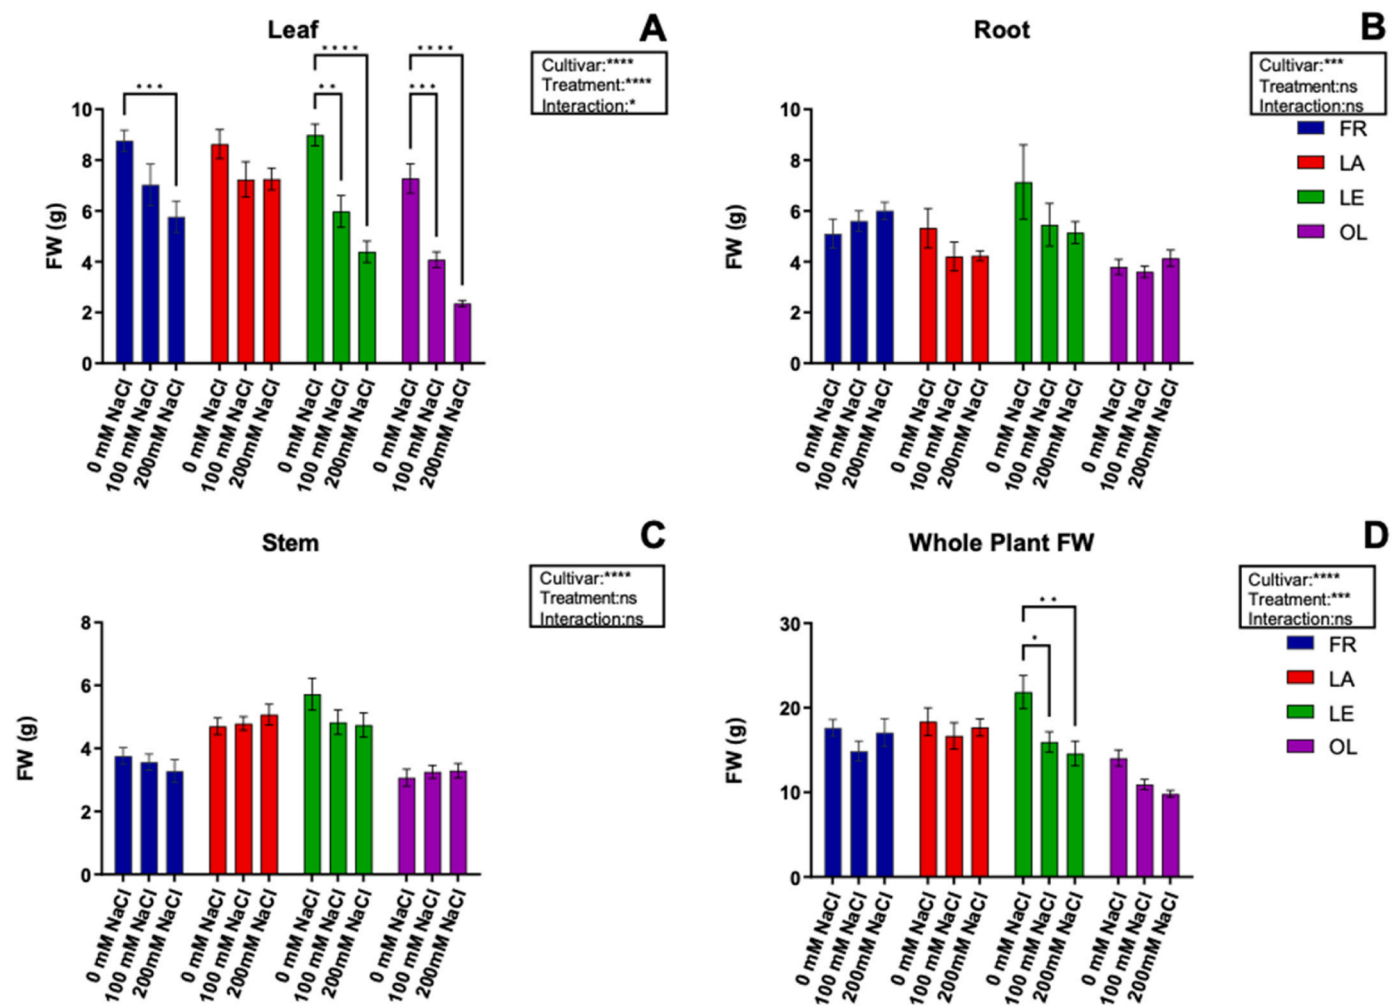 Leaf
A
Cultivar:****
Treatment:****
Interaction:*
***
**
****
***
****
FW (g)
10
8
6
4
2
0
0 mM NaCl
100 mM NaCl
200mM NaCl
0 mM NaCl
100 mM NaCl
200mM NaCl
0 mM NaCl
100 mM NaCl
200mM NaCl
0 mM NaCl
100 mM NaCl
200mM NaCl
Root
B
Cultivar:***
Treatment:ns
Interaction:ns
FR
LA
LE
OL
FW (g)
10
8
6
4
2
0
0 mM NaCl
100 mM NaCl
200mM NaCl
0 mM NaCl
100 mM NaCl
200mM NaCl
0 mM NaCl
100 mM NaCl
200mM NaCl
0 mM NaCl
100 mM NaCl
200mM NaCl
Stem
C
Cultivar:****
Treatment:ns
Interaction:ns
FW (g)
8
6
4
2
0
0 mM NaCl
100 mM NaCl
200mM NaCl
0 mM NaCl
100 mM NaCl
200mM NaCl
0 mM NaCl
100 mM NaCl
200mM NaCl
0 mM NaCl
100 mM NaCl
200mM NaCl
Whole Plant FW
D
Cultivar:****
Treatment:***
Interaction:ns
**
*
FR
LA
LE
OL
FW (g)
30
20
10
0
0 mM NaCl
100 mM NaCl
200mM NaCl
0 mM NaCl
100 mM NaCl
200mM NaCl
0 mM NaCl
100 mM NaCl
200mM NaCl
0 mM NaCl
100 mM NaCl
200mM NaCl